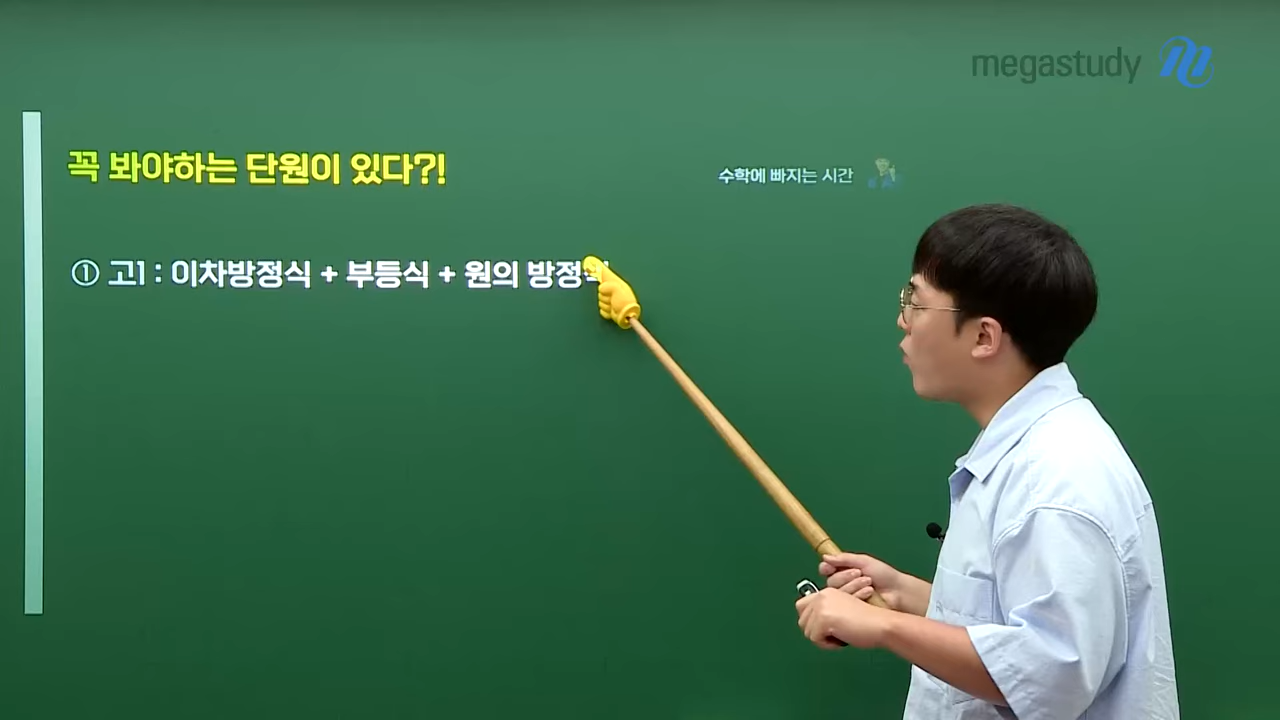 megastudy
꼭 봐야하는 단원이 있다?!
수학에 빠지는 시간
① 고1 : 이차방정식 + 부등식 + 원의 방정식